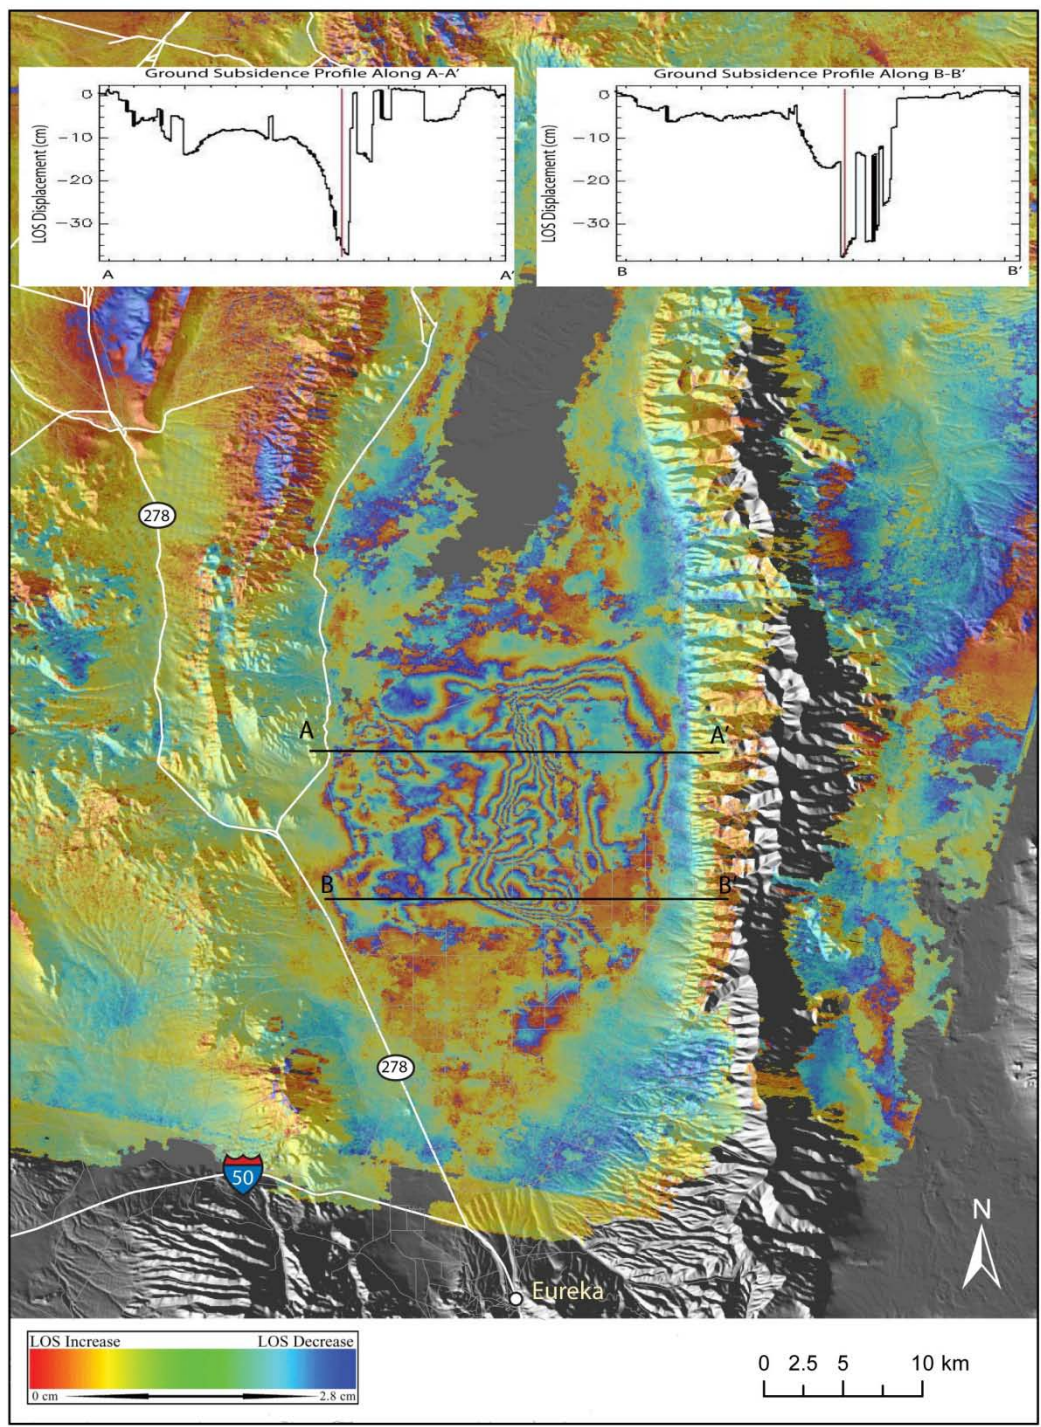 Ground Subsidence Profile Along A-A'
LOS Displacement (cm)
0
−10
−20
−30
A
A'
Ground Subsidence Profile Along B-B'
LOS Displacement (cm)
0
−10
−20
−30
B
B'
278
A
A'
B
B'
278
50
Eureka
N
LOS Increase
LOS Decrease
0 cm
2.8 cm
0 2.5 5 10 km